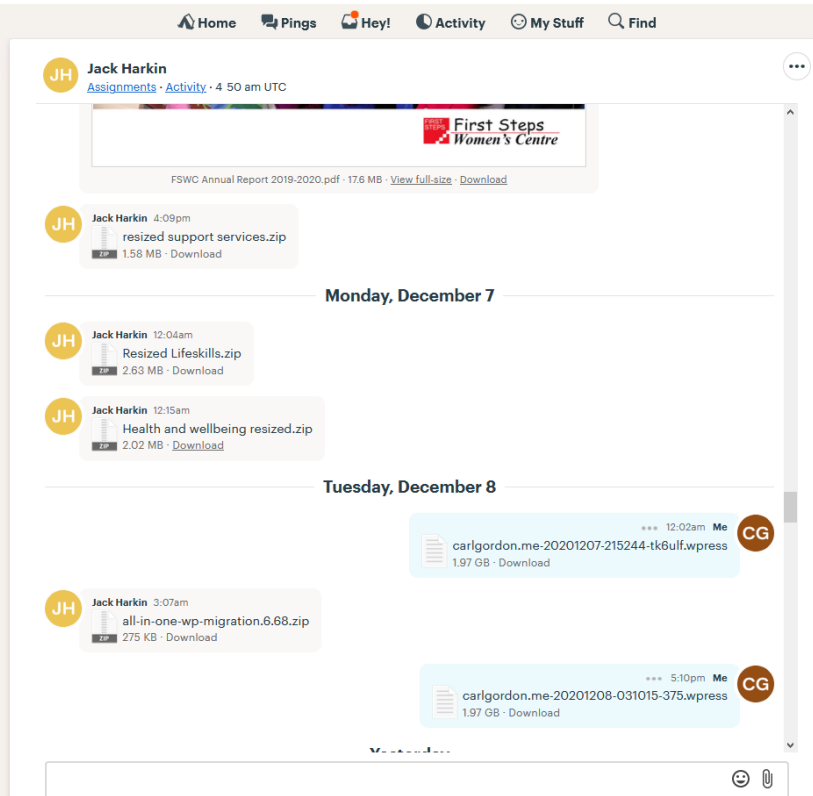 Home Pings Hey! Activity My Stuff Find
JH
Jack Harkin
Assignments · Activity · 4 50 am UTC
FIRST STEPS
First Steps
Women's Centre
FSWC Annual Report 2019-2020.pdf · 17.6 MB · View full-size · Download
JH
Jack Harkin 4:09pm
resized support services.zip
ZIP
1.58 MB · Download
Monday, December 7
JH
Jack Harkin 12:04am
Resized Lifeskills.zip
ZIP
2.63 MB · Download
JH
Jack Harkin 12:15am
Health and wellbeing resized.zip
ZIP
2.02 MB · Download
Tuesday, December 8
12:02am Me
CG
carlgordon.me-20201207-215244-tk6ulf.wpress
1.97 GB · Download
JH
Jack Harkin 3:07am
all-in-one-wp-migration.6.68.zip
ZIP
275 KB · Download
5:10pm Me
CG
carlgordon.me-20201208-031015-375.wpress
1.97 GB · Download
Yesterday